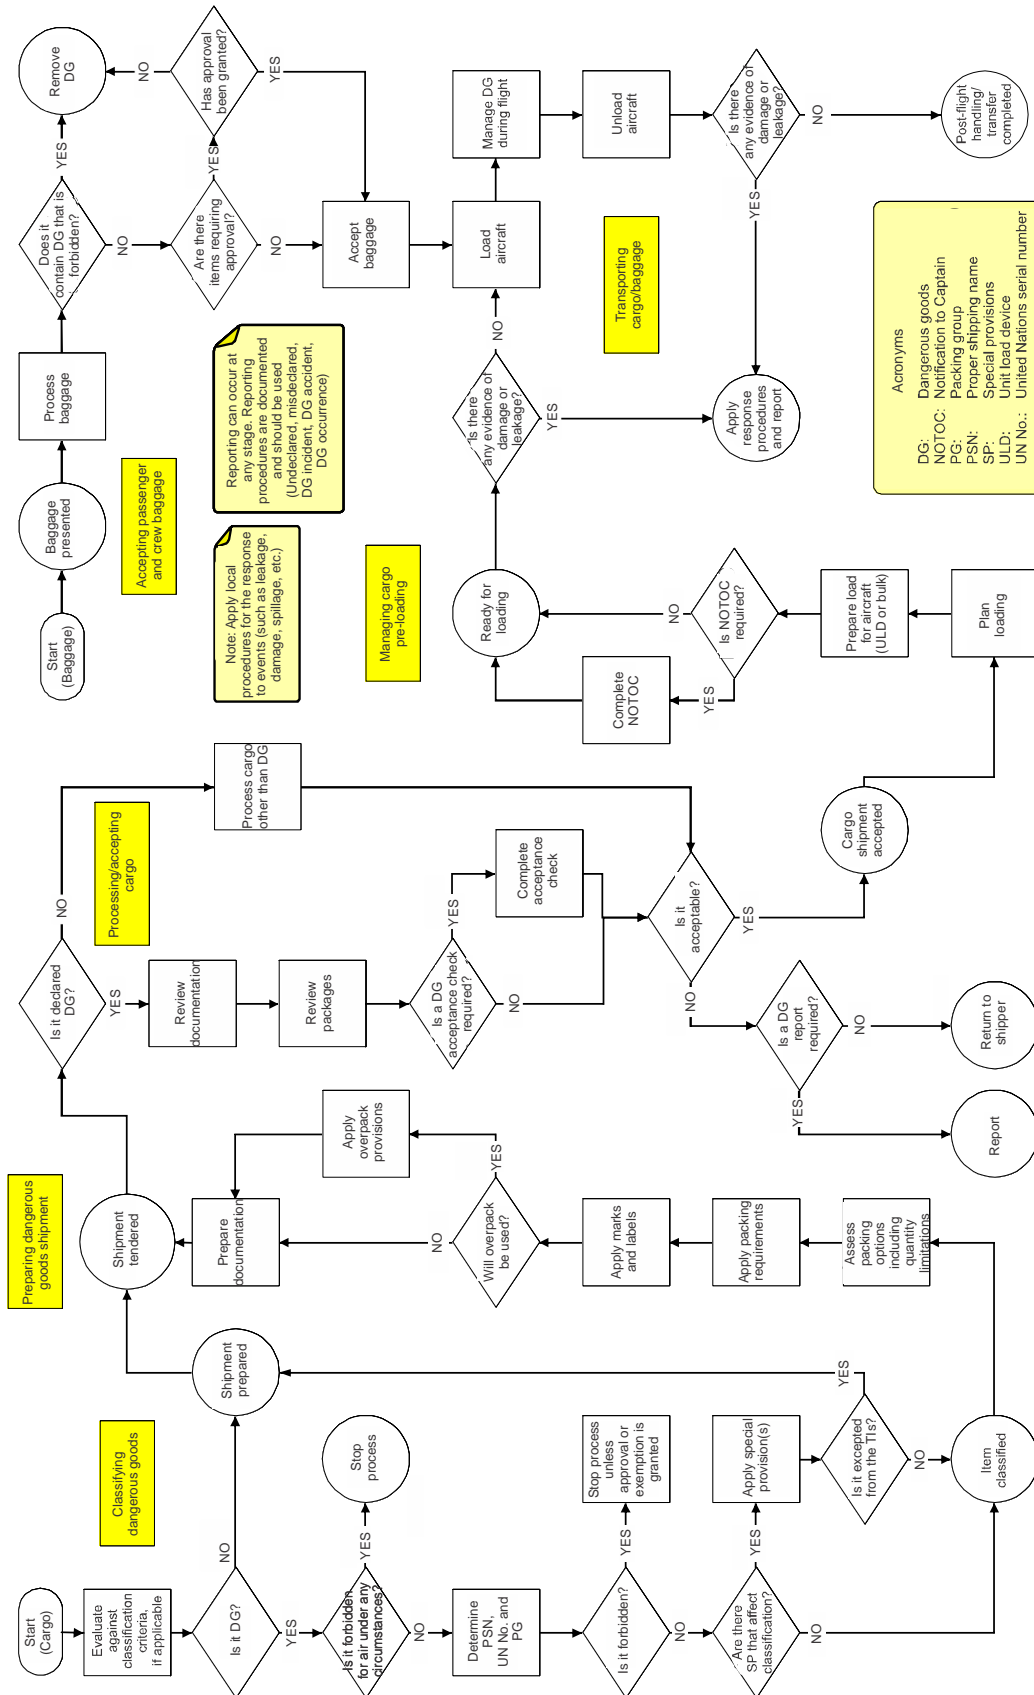 Start
(Cargo)
Evaluate
against
classification
criteria,
if applicable
Is it DG?
NO
YES
Is it forbidden
for air under any
circumstances?
YES
Stop
process
NO
Determine
PSN,
UN No. and
PG
Is it forbidden?
YES
Stop process
unless
approval or
exemption is
granted
NO
Are there
SP that affect
classification?
YES
Apply special
provision(s)
NO
Is it excepted
from the TIs?
YES
NO
Item
classified
Classifying
dangerous goods
Shipment
prepared
Preparing dangerous
goods shipment
Assess
packing
options
including
quantity
limitations
Apply packing
requirements
Apply marks
and labels
Will overpack
be used?
YES
NO
Apply
overpack
provisions
Prepare
documentation
Shipment
tendered
Is it declared
DG?
NO
YES
Processing/accepting
cargo
Review
documentation
Review
packages
Is a DG
acceptance check
required?
YES
NO
Complete
acceptance
check
Process cargo
other than DG
Is it
acceptable?
NO
YES
Is a DG
report
required?
YES
NO
Report
Return to
shipper
Cargo
shipment
accepted
Managing cargo
pre-loading
Plan
loading
Prepare load
for aircraft
(ULD or bulk)
Is NOTOC
required?
YES
NO
Complete
NOTOC
Ready for
loading
Is there
any evidence of
damage or
leakage?
NO
YES
Apply
response
procedures
and report
Start
(Baggage)
Baggage
presented
Process
baggage
Does it
contain DG that is
forbidden?
YES
Remove
DG
NO
Are there
items requiring
approval?
YES
Has approval
been granted?
NO
YES
NO
Accept
baggage
Accepting passenger
and crew baggage
Note: Apply local
procedures for the response
to events (such as leakage,
damage, spillage, etc.)
Reporting can occur at
any stage. Reporting
procedures are documented
and should be used
(Undeclared, misdeclared,
DG incident, DG accident,
DG occurrence)
Load
aircraft
Manage DG
during flight
Unload
aircraft
Transporting
cargo/baggage
Is there
any evidence of
damage or
leakage?
YES
NO
Post-flight
handling/
transfer
completed
Acronyms
DG: Dangerous goods
NOTOC: Notification to Captain
PG: Packing group
PSN: Proper shipping name
SP: Special provisions
ULD: Unit load device
UN No.: United Nations serial number